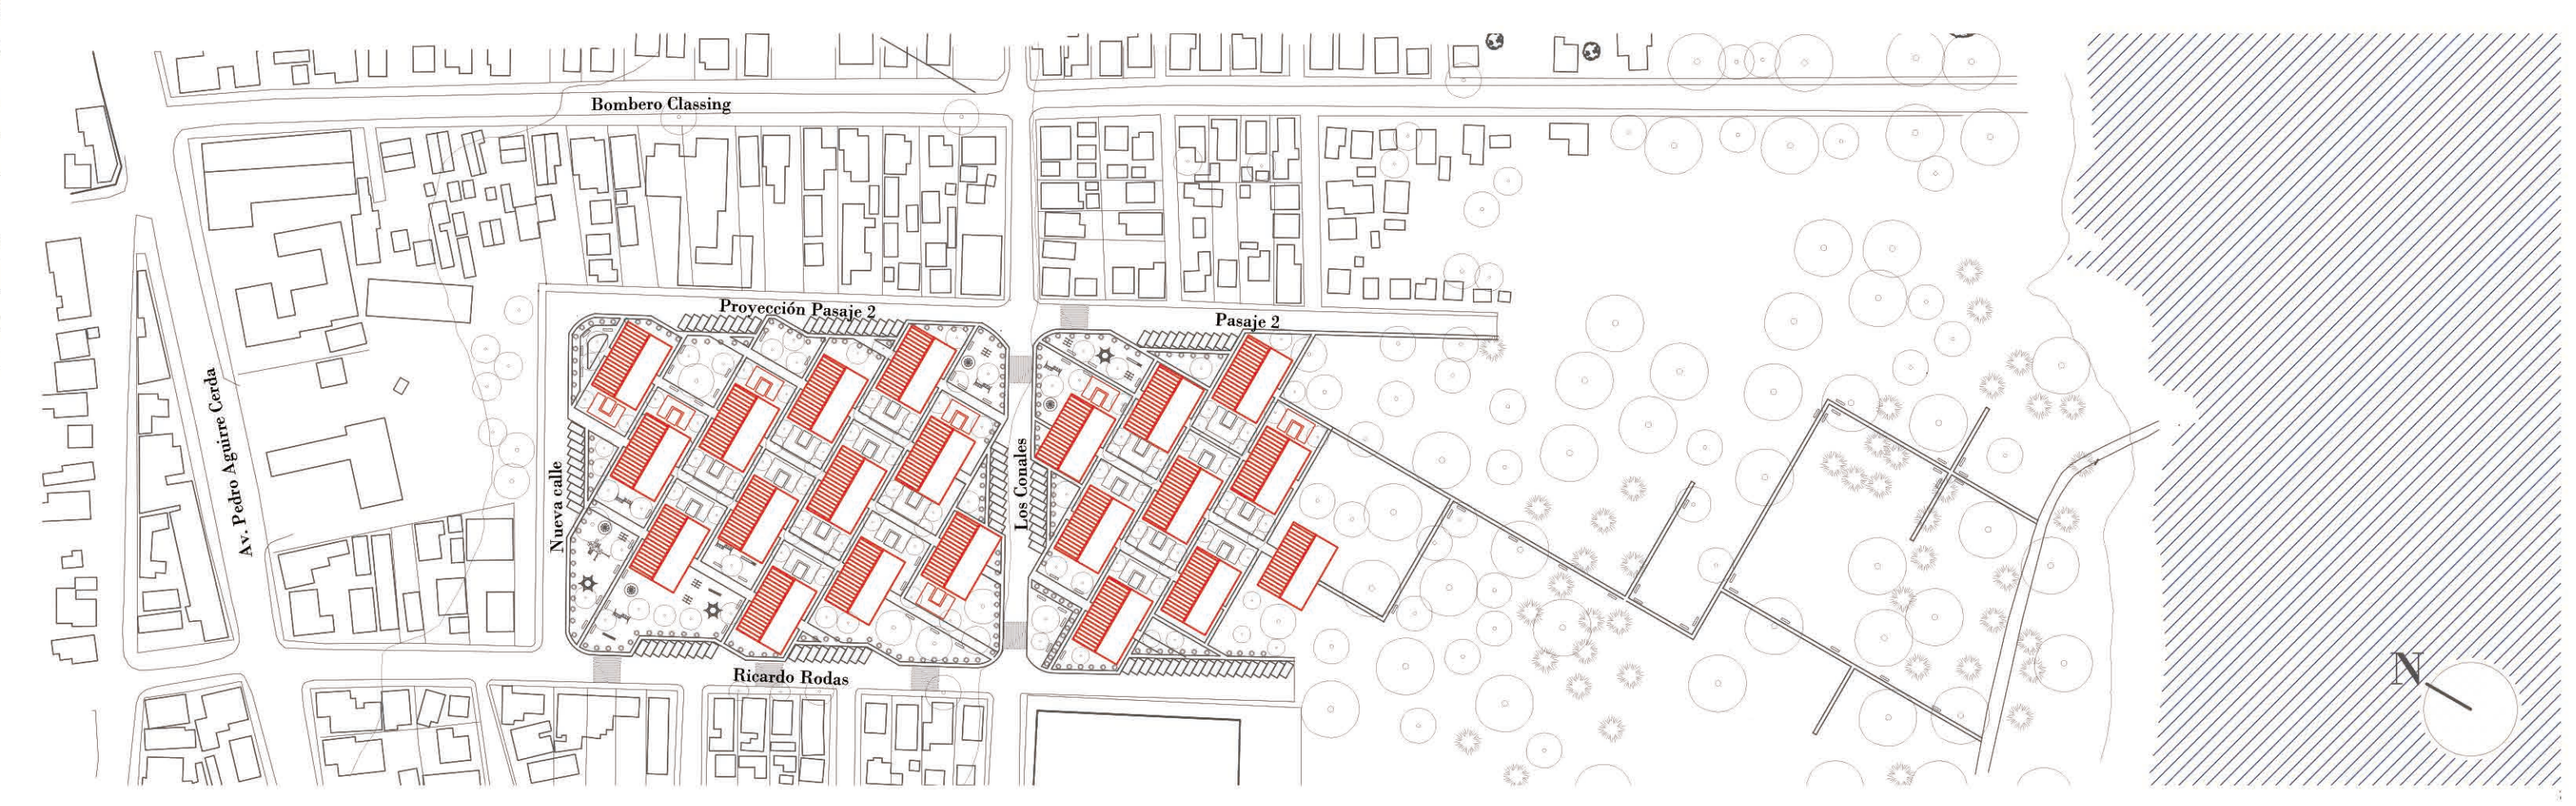 Bombero Classing
Proyección Pasaje 2
Pasaje 2
Av. Pedro Aguirre Cerda
Nueva calle
Los Conales
Ricardo Rodas
N